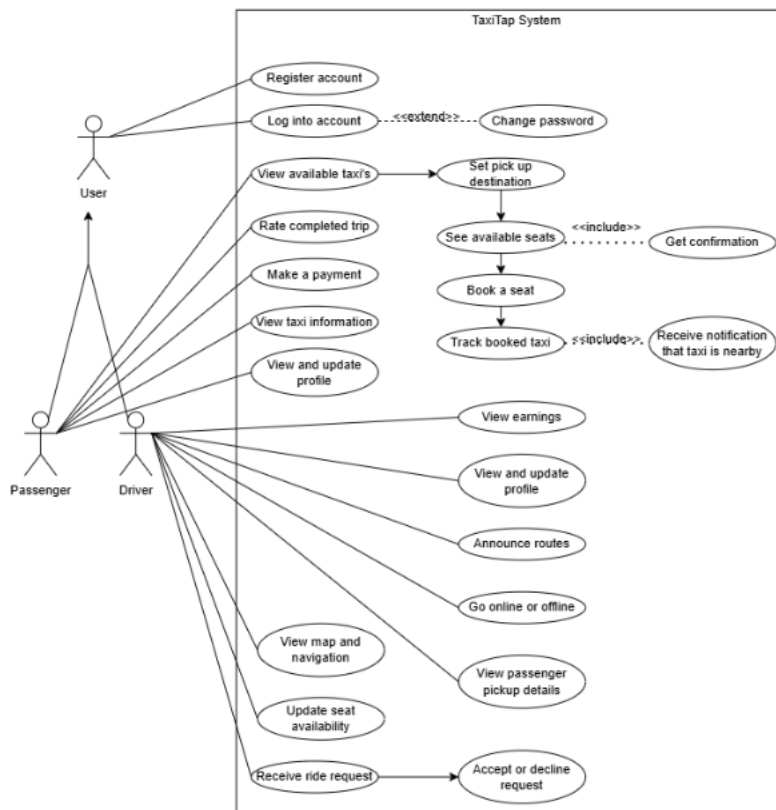 TaxiTap System
Register account
Log into account
<<extend>>
Change password
User
View available taxi's
Set pick up
destination
Rate completed trip
See available seats
<<include>>
Get confirmation
Make a payment
Book a seat
View taxi information
Track booked taxi
<<include>>
Receive notification
that taxi is nearby
View and update
profile
Passenger
Driver
View earnings
View and update
profile
Announce routes
Go online or offline
View map and
navigation
View passenger
pickup details
Update seat
availability
Receive ride request
Accept or decline
request